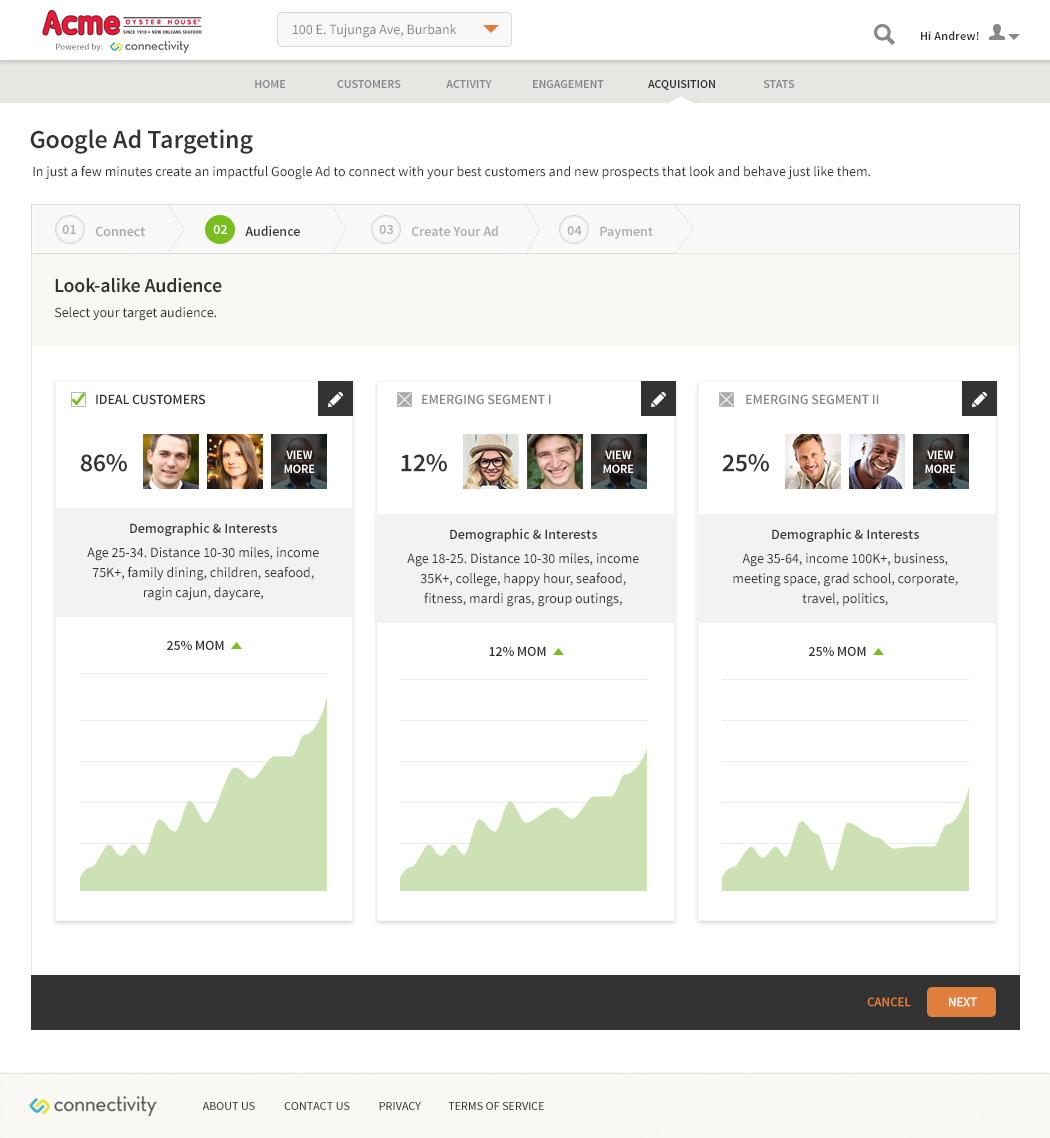 Acme
OYSTER HOUSE®
SINCE 1910 • NEW ORLEANS SEAFOOD
Powered by: connectivity
100 E. Tujunga Ave, Burbank
Hi Andrew!
HOME CUSTOMERS ACTIVITY ENGAGEMENT ACQUISITION STATS
Google Ad Targeting
In just a few minutes create an impactful Google Ad to connect with your best customers and new prospects that look and behave just like them.
01 Connect 02 Audience 03 Create Your Ad 04 Payment
Look-alike Audience
Select your target audience.
IDEAL CUSTOMERS
86%
VIEW
MORE
Demographic & Interests
Age 25-34. Distance 10-30 miles, income
75K+, family dining, children, seafood,
ragin cajun, daycare,
25% MOM
EMERGING SEGMENT I
12%
VIEW
MORE
Demographic & Interests
Age 18-25. Distance 10-30 miles, income
35K+, college, happy hour, seafood,
fitness, mardi gras, group outings,
12% MOM
EMERGING SEGMENT II
25%
VIEW
MORE
Demographic & Interests
Age 35-64, income 100K+, business,
meeting space, grad school, corporate,
travel, politics,
25% MOM
CANCEL NEXT
connectivity ABOUT US CONTACT US PRIVACY TERMS OF SERVICE